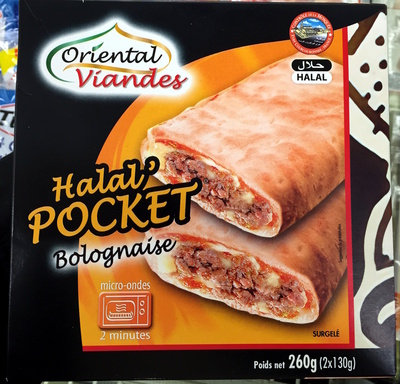 Oriental
Viandes
حلال
HALAL
Halal'
POCKET
Bolognaise
micro-ondes
2 minutes
SURGELÉ
Poids net 260g (2x130g)